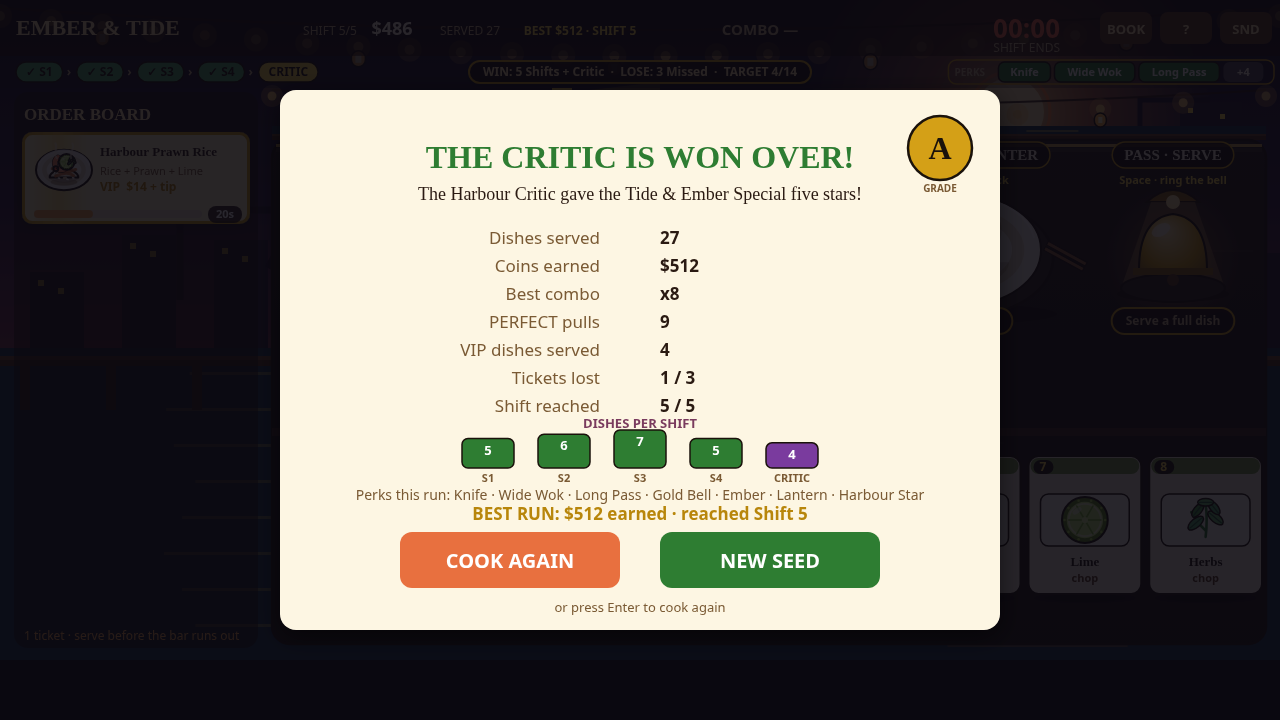 EMBER & TIDE
SHIFT 5/5 $486 SERVED 27 BEST $512 · SHIFT 5 COMBO — 00:00 SHIFT ENDS BOOK ? SND
✓ S1 › ✓ S2 › ✓ S3 › ✓ S4 › CRITIC
WIN: 5 Shifts + Critic · LOSE: 3 Missed · TARGET 4/14
PERKS Knife Wide Wok Long Pass +4
ORDER BOARD
Harbour Prawn Rice
Rice + Prawn + Lime
VIP $14 + tip
20s
THE CRITIC IS WON OVER!
The Harbour Critic gave the Tide & Ember Special five stars!
A
GRADE
Dishes served 27
Coins earned $512
Best combo x8
PERFECT pulls 9
VIP dishes served 4
Tickets lost 1 / 3
Shift reached 5 / 5
DISHES PER SHIFT
5 6 7 5 4
S1 S2 S3 S4 CRITIC
Perks this run: Knife · Wide Wok · Long Pass · Gold Bell · Ember · Lantern · Harbour Star
BEST RUN: $512 earned · reached Shift 5
COOK AGAIN NEW SEED
or press Enter to cook again
PASS · SERVE
Space · ring the bell
Serve a full dish
7 8
Lime Herbs
chop chop
1 ticket · serve before the bar runs out